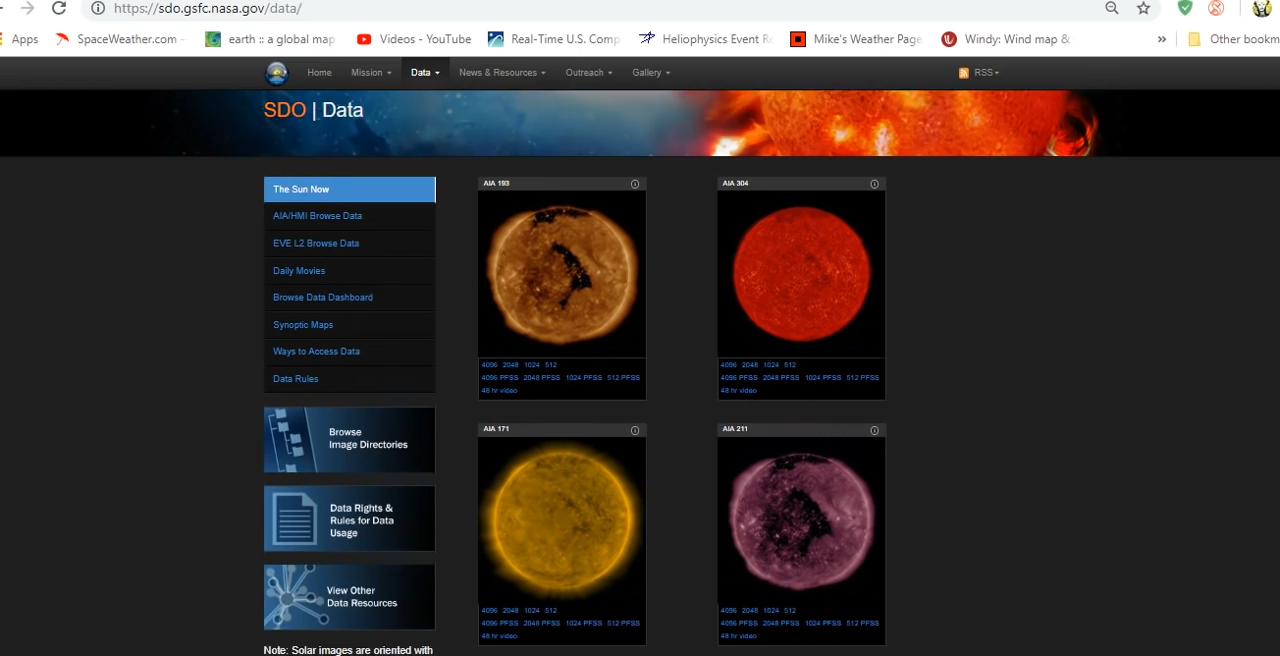 https://sdo.gsfc.nasa.gov/data/
Apps SpaceWeather.com - earth :: a global map Videos - YouTube Real-Time U.S. Comp Heliophysics Event Re Mike's Weather Page Windy: Wind map & » Other bookm
Home Mission Data News & Resources Outreach Gallery RSS
SDO | Data
The Sun Now
AIA/HMI Browse Data
EVE L2 Browse Data
Daily Movies
Browse Data Dashboard
Synoptic Maps
Ways to Access Data
Data Rules
Browse
Image Directories
Data Rights &
Rules for Data
Usage
View Other
Data Resources
Note: Solar images are oriented with
AIA 193
4096 2048 1024 512
4096 PFSS 2048 PFSS 1024 PFSS 512 PFSS
48 hr video
AIA 304
4096 2048 1024 512
4096 PFSS 2048 PFSS 1024 PFSS 512 PFSS
48 hr video
AIA 171
4096 2048 1024 512
4096 PFSS 2048 PFSS 1024 PFSS 512 PFSS
48 hr video
AIA 211
4096 2048 1024 512
4096 PFSS 2048 PFSS 1024 PFSS 512 PFSS
48 hr video